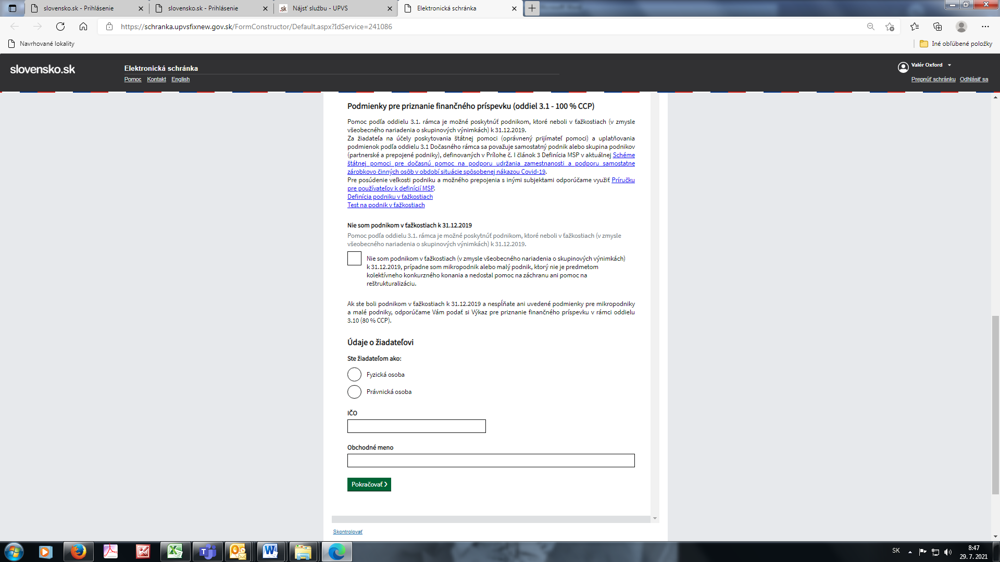 slovensko.sk - Prihlásenie
slovensko.sk - Prihlásenie
.sk Nájsť službu - UPVS
Elektronická schránka
https://schranka.upvsfixnew.gov.sk/FormConstructor/Default.aspx?IdService=241086
Navrhované lokality
Iné obľúbené položky
slovensko.sk
Elektronická schránka
Pomoc Kontakt English
Valér Oxford
Prepnúť schránku Odhlásiť sa
Podmienky pre priznanie finančného príspevku (oddiel 3.1 - 100 % CCP)
Pomoc podľa oddielu 3.1. rámca je možné poskytnúť podnikom, ktoré neboli v ťažkostiach (v zmysle
všeobecného nariadenia o skupinových výnimkách) k 31.12.2019.
Za žiadateľa na účely poskytovania štátnej pomoci (oprávnený prijímateľ pomoci) a uplatňovania
podmienok podľa oddielu 3.1 Dočasného rámca sa považuje samostatný podnik alebo skupina podnikov
(partnerské a prepojené podniky), definovaných v Prílohe č. I článok 3 Definícia MSP v aktuálnej Schéme
štátnej pomoci pre dočasnú pomoc na podporu udržania zamestnanosti a podporu samostatne
zárobkovo činných osôb v období situácie spôsobenej nákazou Covid-19.
Pre posúdenie veľkosti podniku a možného prepojenia s inými subjektami odporúčame využiť Príručku
pre používateľov k definícií MSP.
Definícia podniku v ťažkostiach
Test na podnik v ťažkostiach
Nie som podnikom v ťažkostiach k 31.12.2019
Pomoc podľa oddielu 3.1. rámca je možné poskytnúť podnikom, ktoré neboli v ťažkostiach (v zmysle
všeobecného nariadenia o skupinových výnimkách) k 31.12.2019.
Nie som podnikom v ťažkostiach (v zmysle všeobecného nariadenia o skupinových výnimkách)
k 31.12.2019, prípadne som mikropodnik alebo malý podnik, ktorý nie je predmetom
kolektívneho konkurzného konania a nedostal pomoc na záchranu ani pomoc na
reštrukturalizáciu.
Ak ste boli podnikom v ťažkostiach k 31.12.2019 a nespĺňate ani uvedené podmienky pre mikropodniky
a malé podniky, odporúčame Vám podať si Výkaz pre priznanie finančného príspevku v rámci oddielu
3.10 (80 % CCP).
Údaje o žiadateľovi
Ste žiadateľom ako:
Fyzická osoba
Právnická osoba
IČO
Obchodné meno
Pokračovať
Skontrolovať
SK
8:47
29. 7. 2021